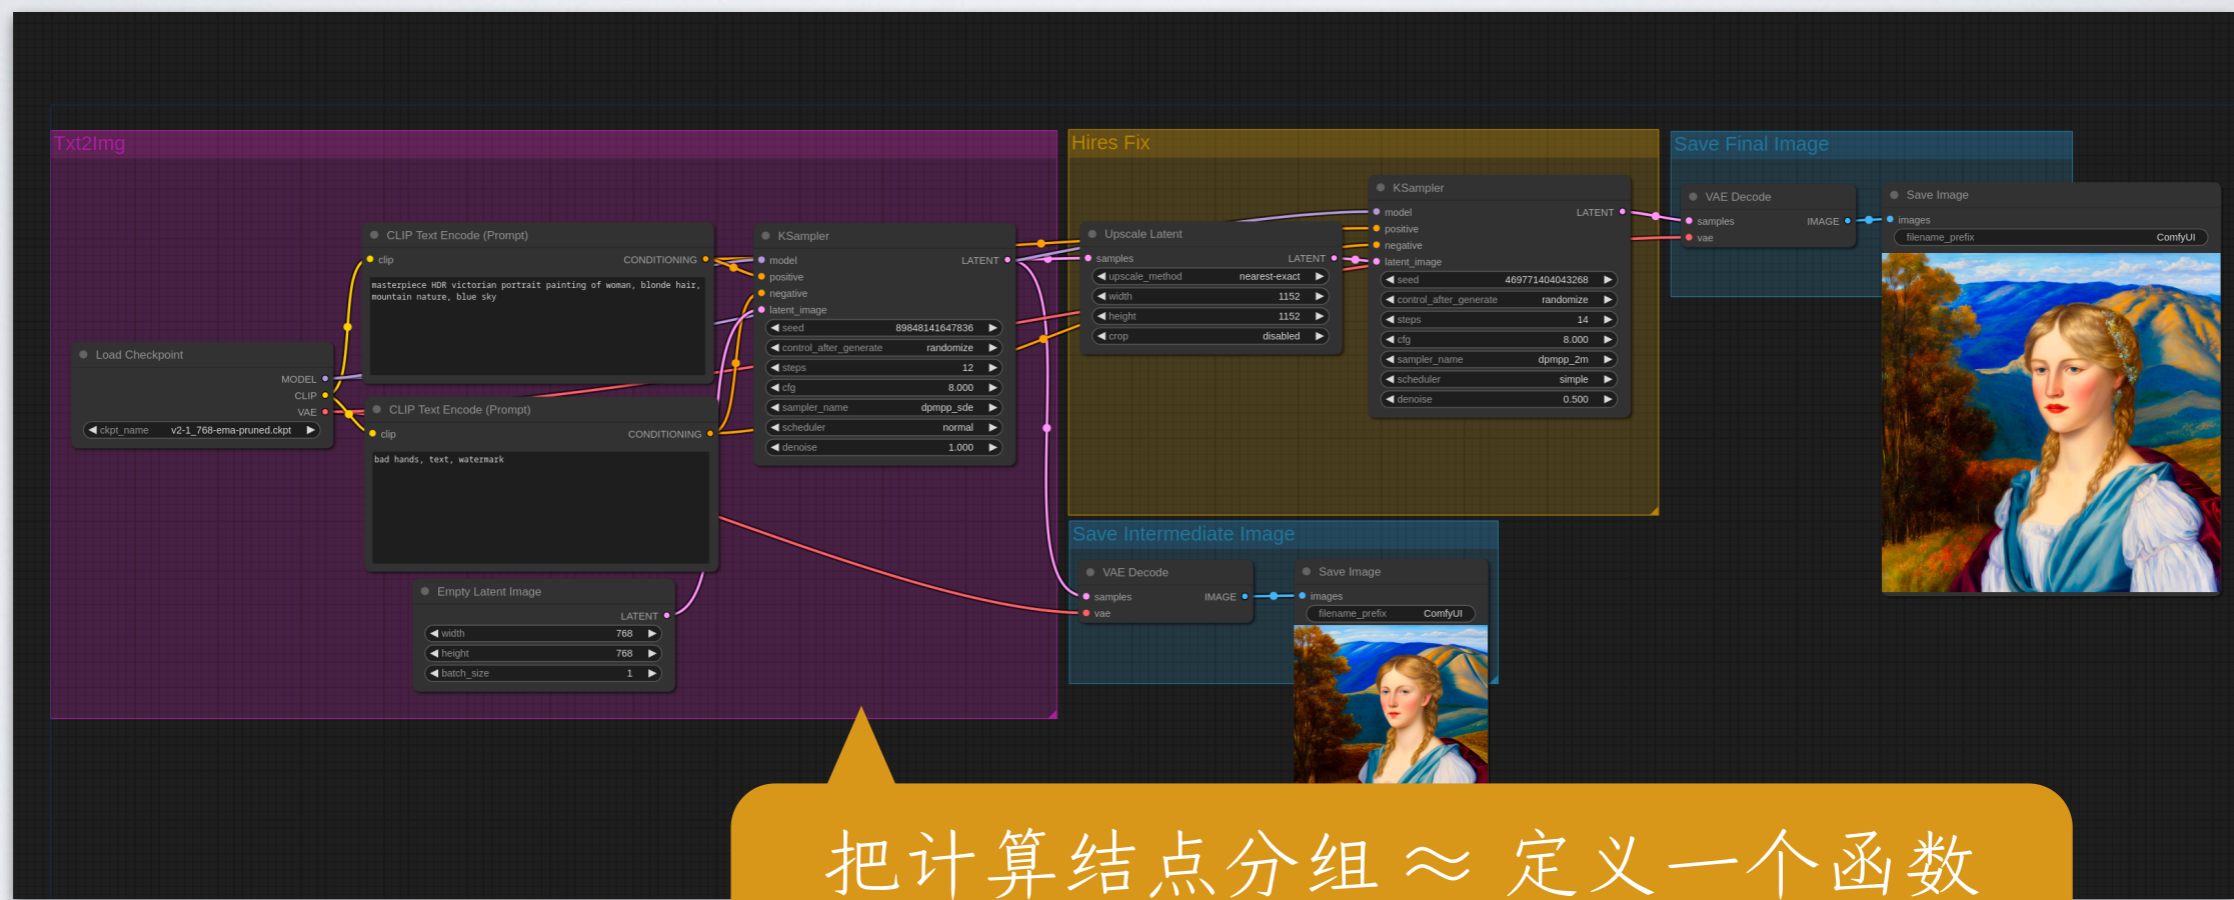 Txt2Img
Load Checkpoint
MODEL
CLIP
VAE
ckpt_name v2-1_768-ema-pruned.ckpt
CLIP Text Encode (Prompt)
clip CONDITIONING
masterpiece HDR victorian portrait painting of woman, blonde hair,
mountain nature, blue sky
CLIP Text Encode (Prompt)
clip CONDITIONING
bad hands, text, watermark
Empty Latent Image
LATENT
width 768
height 768
batch_size 1
KSampler
model LATENT
positive
negative
latent_image
seed 89848141647836
control_after_generate randomize
steps 12
cfg 8.000
sampler_name dpmpp_sde
scheduler normal
denoise 1.000
Hires Fix
Upscale Latent
samples LATENT
upscale_method nearest-exact
width 1152
height 1152
crop disabled
KSampler
model LATENT
positive
negative
latent_image
seed 469771404043268
control_after_generate randomize
steps 14
cfg 8.000
sampler_name dpmpp_2m
scheduler simple
denoise 0.500
Save Intermediate Image
VAE Decode
samples IMAGE
vae
Save Image
images
filename_prefix ComfyUI
Save Final Image
VAE Decode
samples IMAGE
vae
Save Image
images
filename_prefix ComfyUI
把计算结点分组 ≈ 定义一个函数